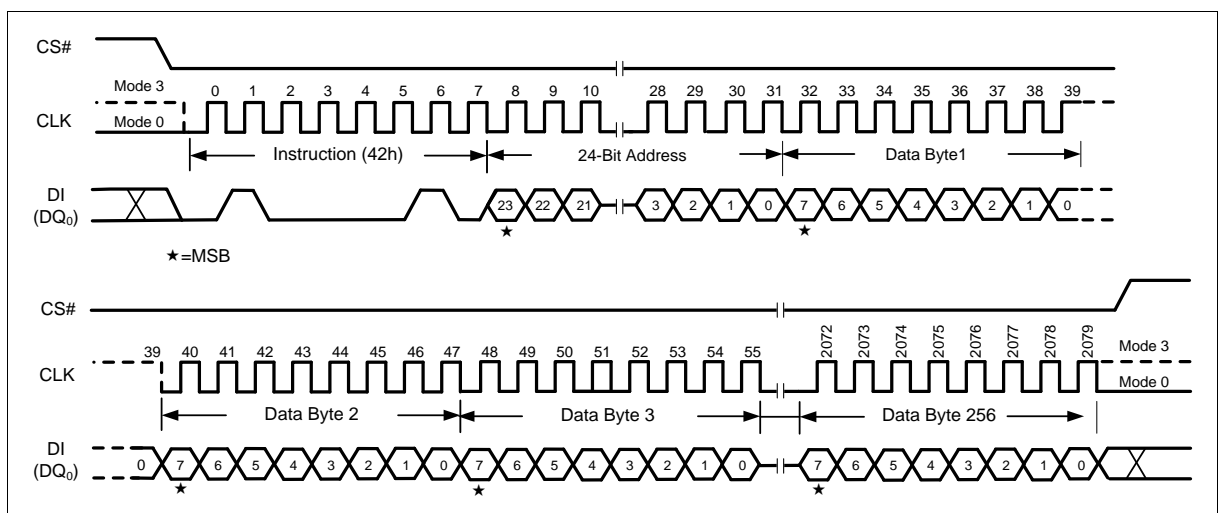 CS#
Mode 3
0 1 2 3 4 5 6 7 8 9 10 28 29 30 31 32 33 34 35 36 37 38 39
CLK
Mode 0
Instruction (42h) 24-Bit Address Data Byte1
DI
(DQ0)
23 22 21 3 2 1 0 7 6 5 4 3 2 1 0
★ ★
★=MSB
CS#
39 40 41 42 43 44 45 46 47 48 49 50 51 52 53 54 55 2072 2073 2074 2075 2076 2077 2078 2079
Mode 3
CLK
Mode 0
Data Byte 2 Data Byte 3 Data Byte 256
DI
(DQ0)
0 7 6 5 4 3 2 1 0 7 6 5 4 3 2 1 0 7 6 5 4 3 2 1 0
★ ★ ★